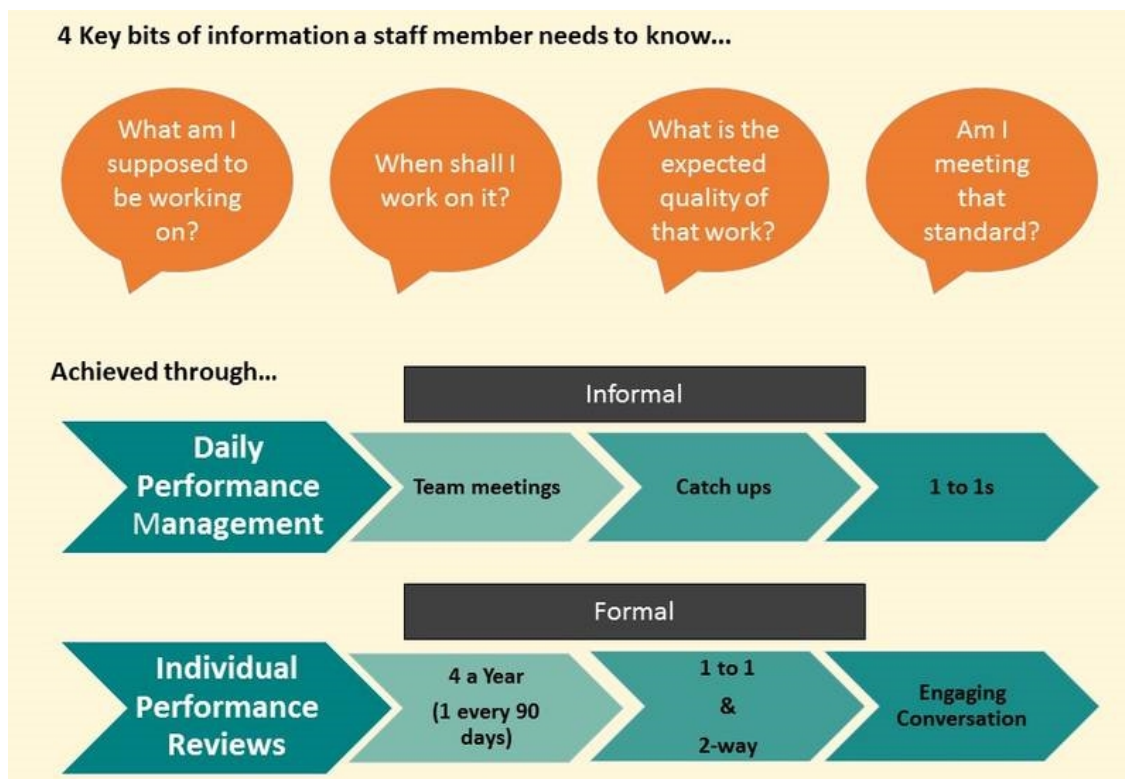 4 Key bits of information a staff member needs to know...
What am I
supposed to
be working
on?
When shall I
work on it?
What is the
expected
quality of
that work?
Am I
meeting
that
standard?
Achieved through...
Informal
Daily
Performance
Management
Team meetings
Catch ups
1 to 1s
Formal
Individual
Performance
Reviews
4 a Year
(1 every 90
days)
1 to 1
&
2-way
Engaging
Conversation